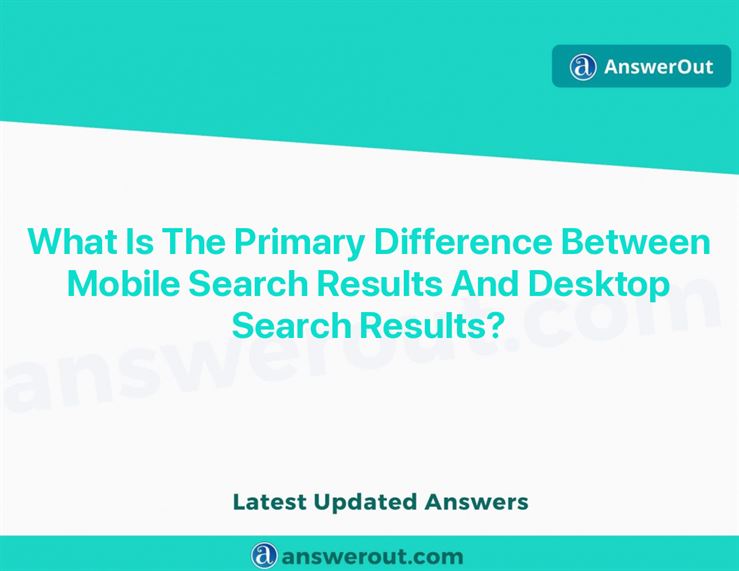 AnswerOut
What Is The Primary Difference Between
Mobile Search Results And Desktop
Search Results?
answerout.com
Latest Updated Answers
answerout.com